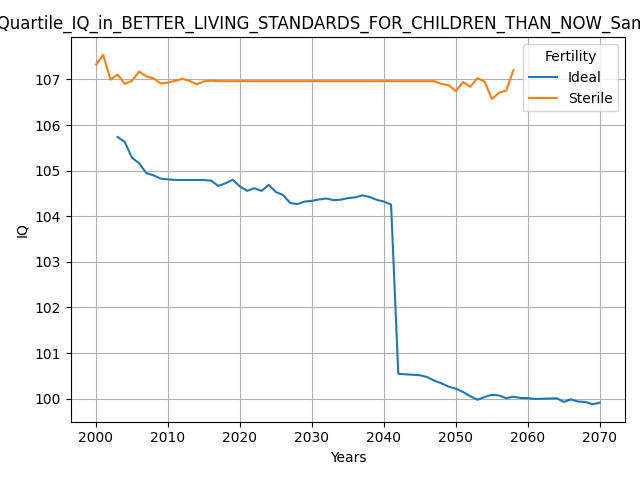 Quartile_IQ_in_BETTER_LIVING_STANDARDS_FOR_CHILDREN_THAN_NOW_Sam
Fertility
Ideal
Sterile
107
106
105
104
103
102
101
100
IQ
2000 2010 2020 2030 2040 2050 2060 2070
Years